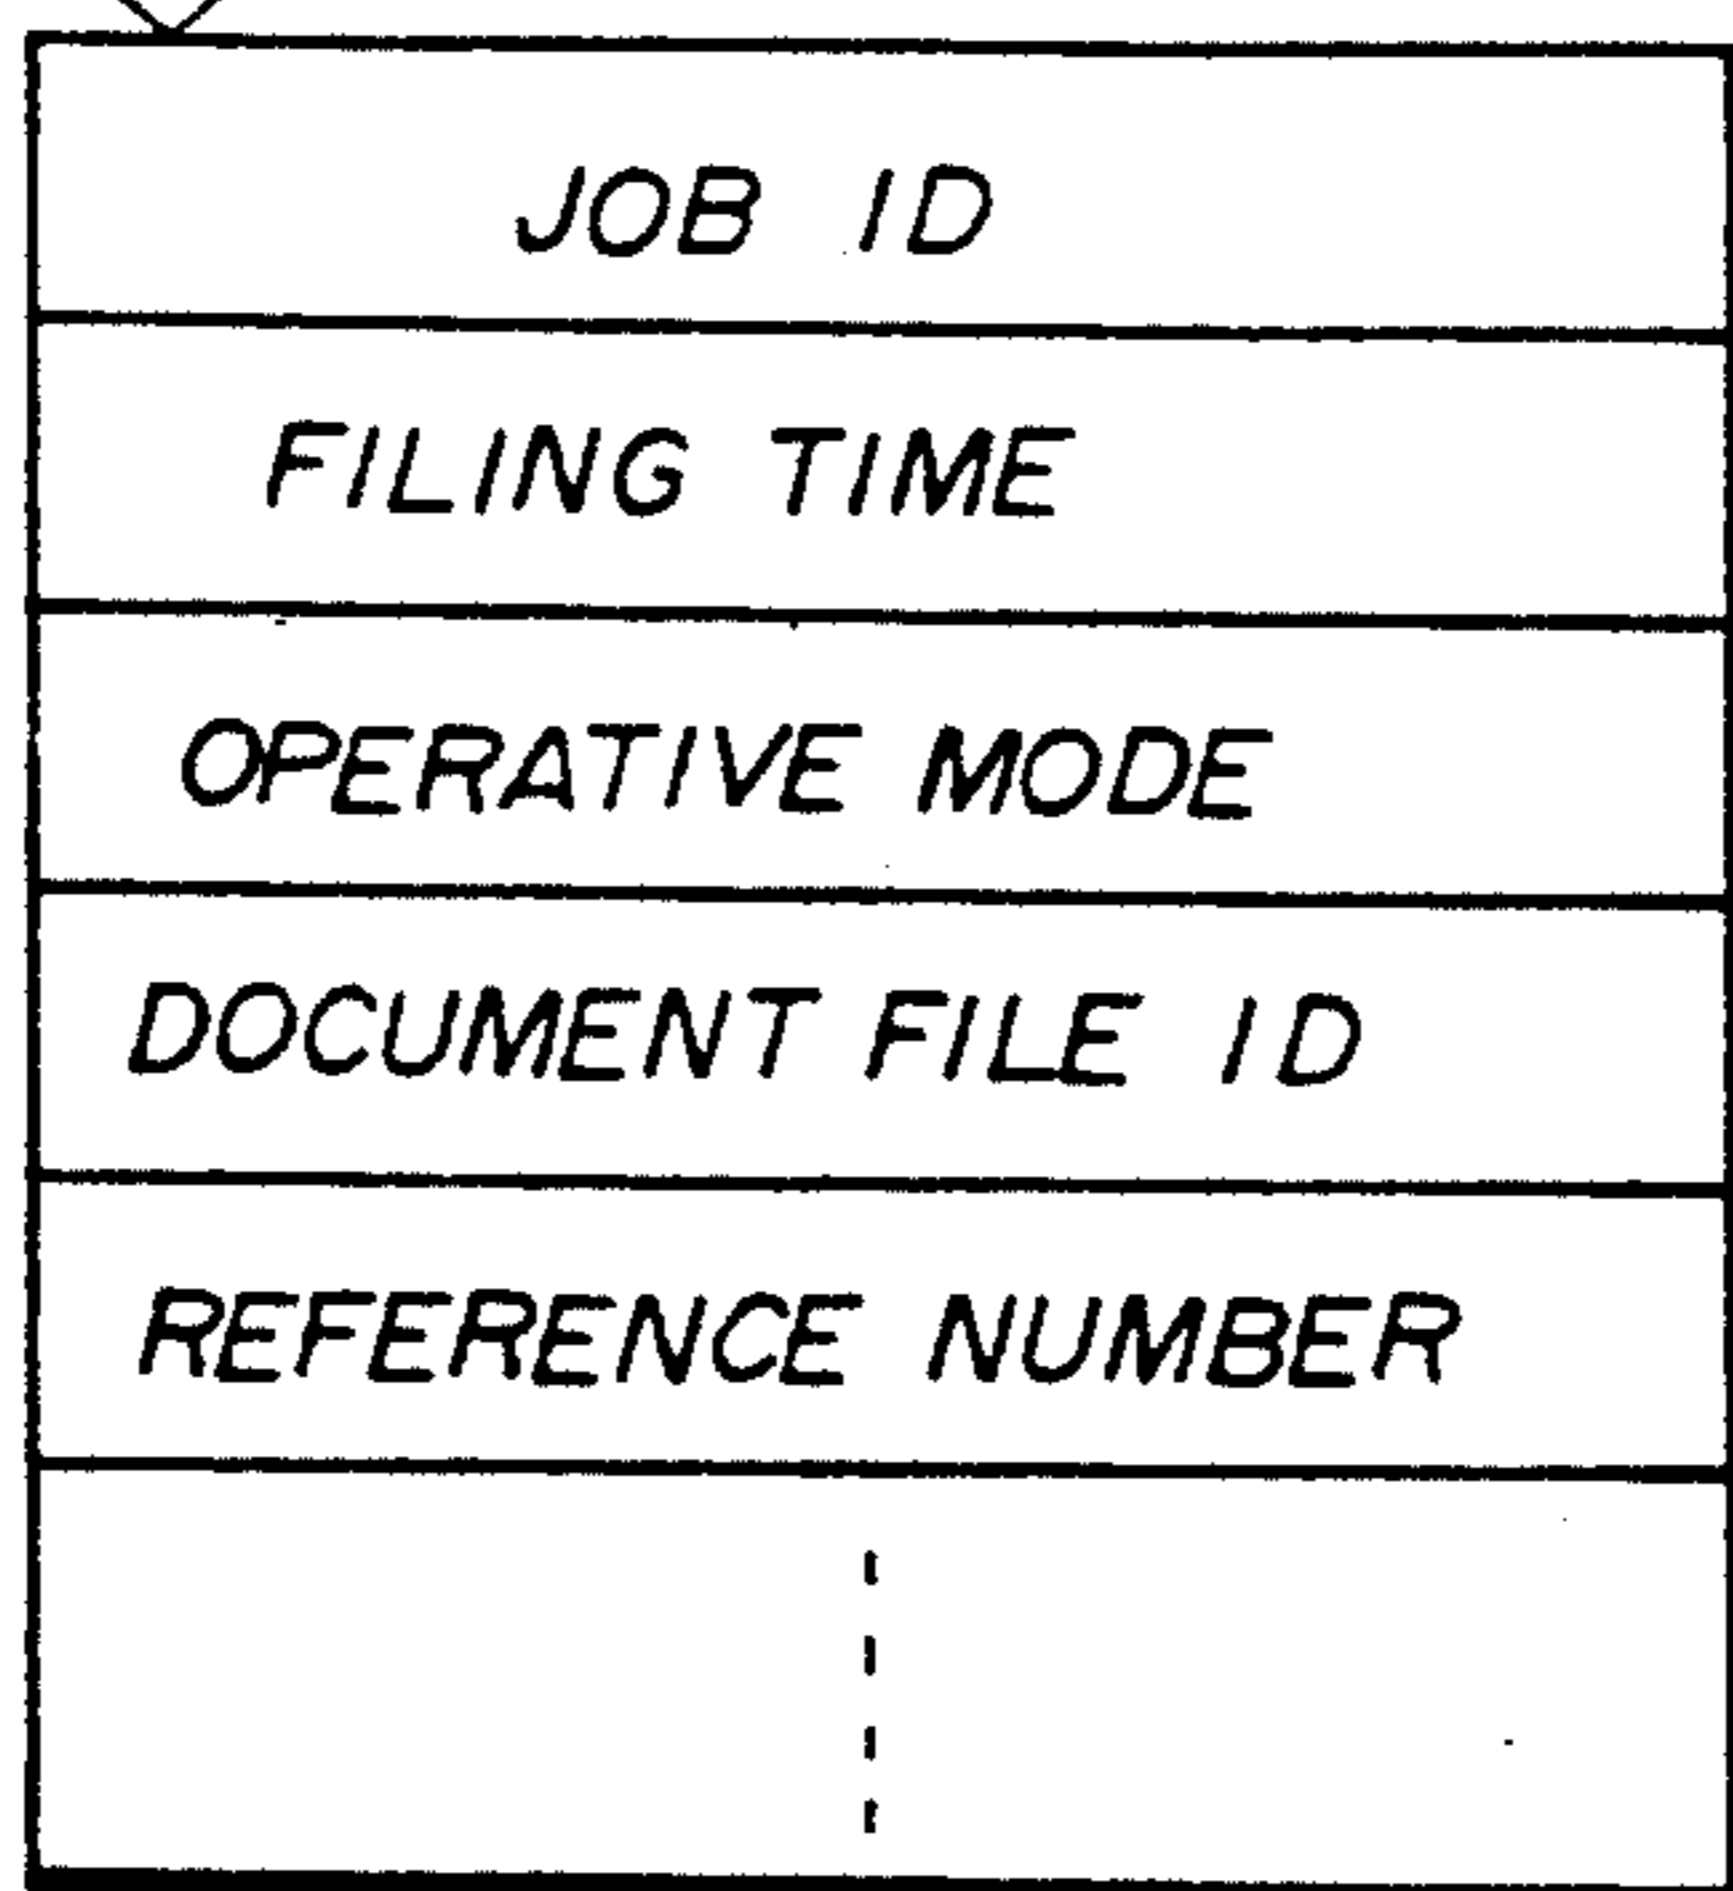 JOB ID
FILING TIME
OPERATIVE MODE
DOCUMENT FILE ID
REFERENCE NUMBER